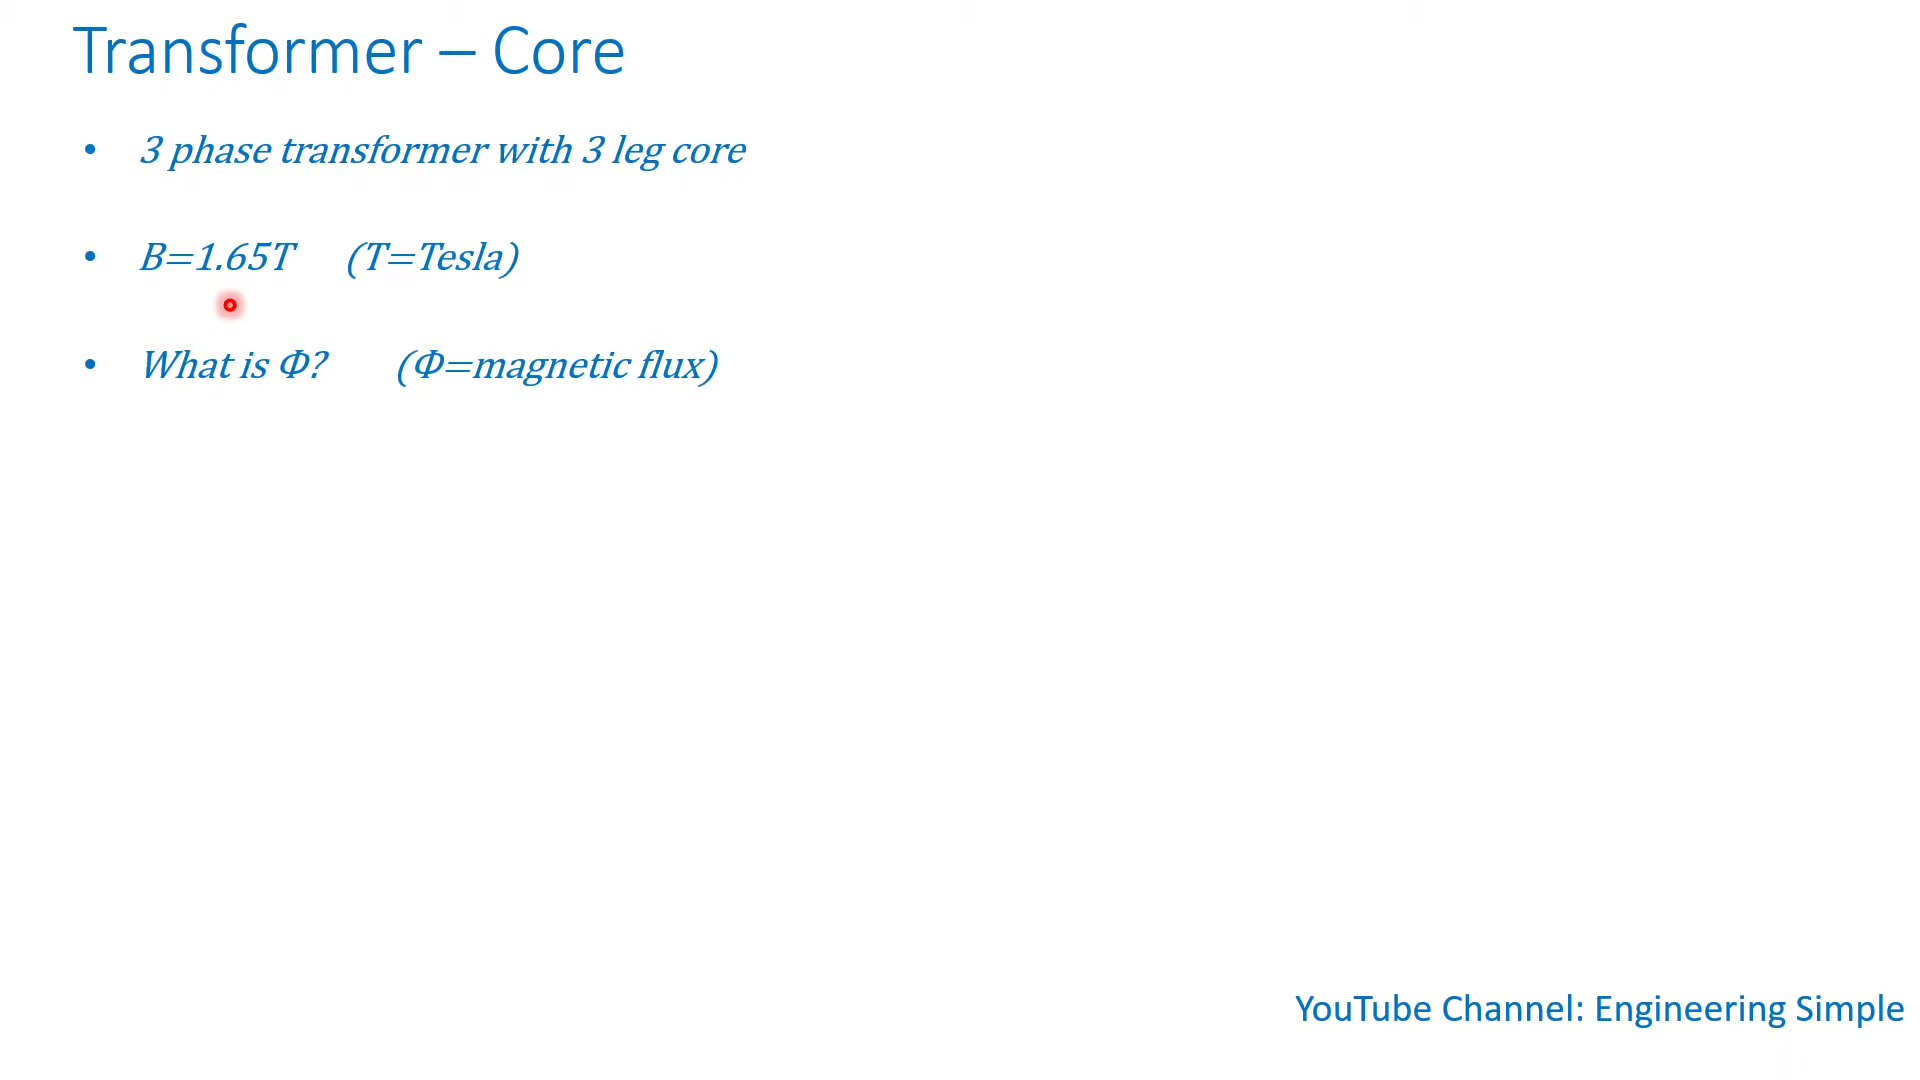 Transformer – Core
• 3 phase transformer with 3 leg core
• B=1.65T (T=Tesla)
• What is Φ? (Φ=magnetic flux)
YouTube Channel: Engineering Simple